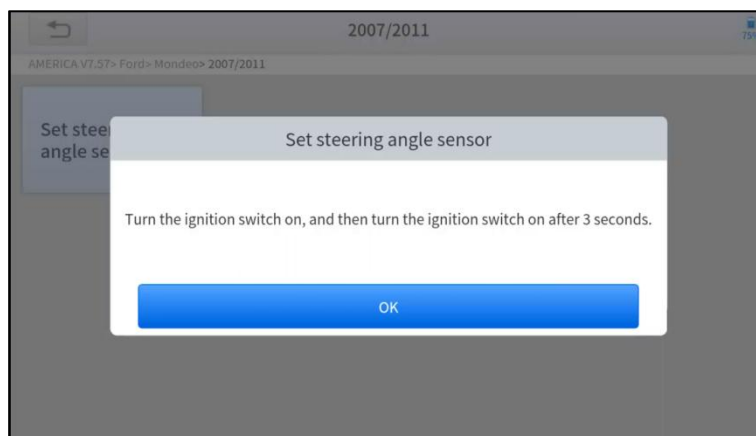 2007/2011
75%
AMERICA V7.57> Ford> Mondeo> 2007/2011
Set steer
angle se
Set steering angle sensor
Turn the ignition switch on, and then turn the ignition switch on after 3 seconds.
OK